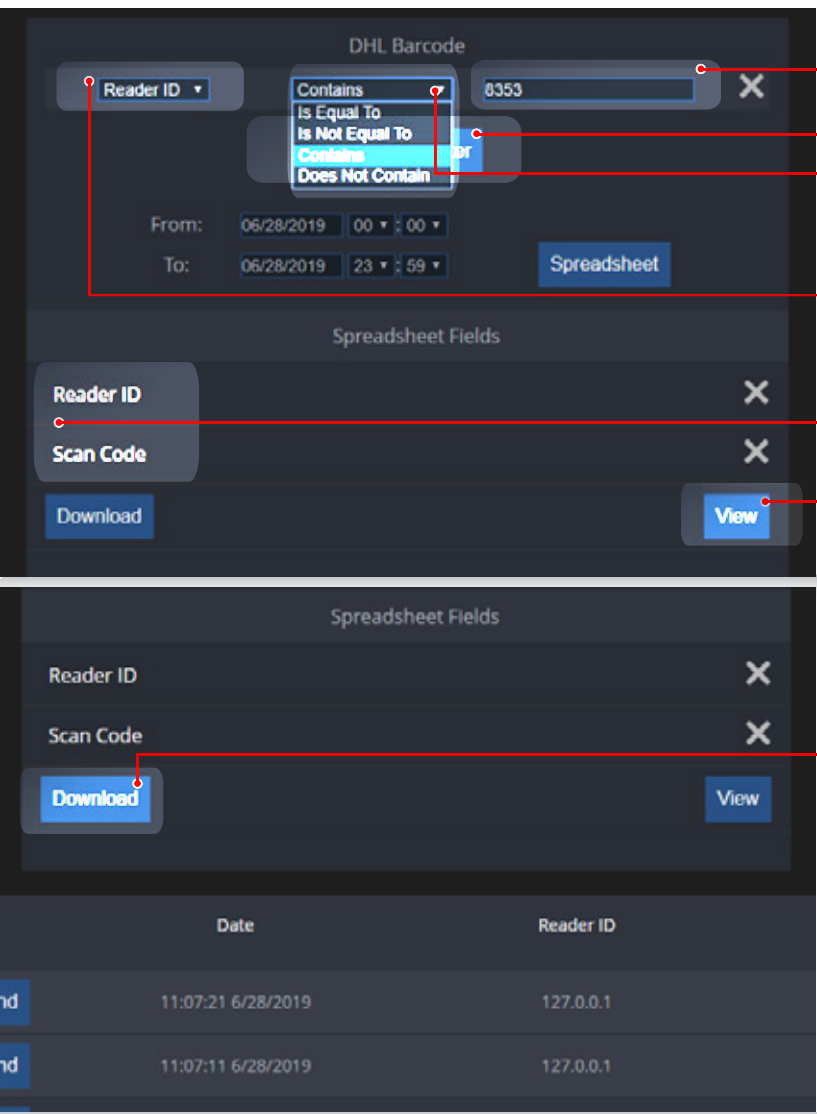 DHL Barcode
Reader ID Contains 8353
Is Equal To
Is Not Equal To
Contains
Does Not Contain
From: 06/28/2019 00 : 00
To: 06/28/2019 23 : 59 Spreadsheet
Spreadsheet Fields
Reader ID
Scan Code
Download View
Spreadsheet Fields
Reader ID
Scan Code
Download View
Date Reader ID
nd 11:07:21 6/28/2019 127.0.0.1
nd 11:07:11 6/28/2019 127.0.0.1